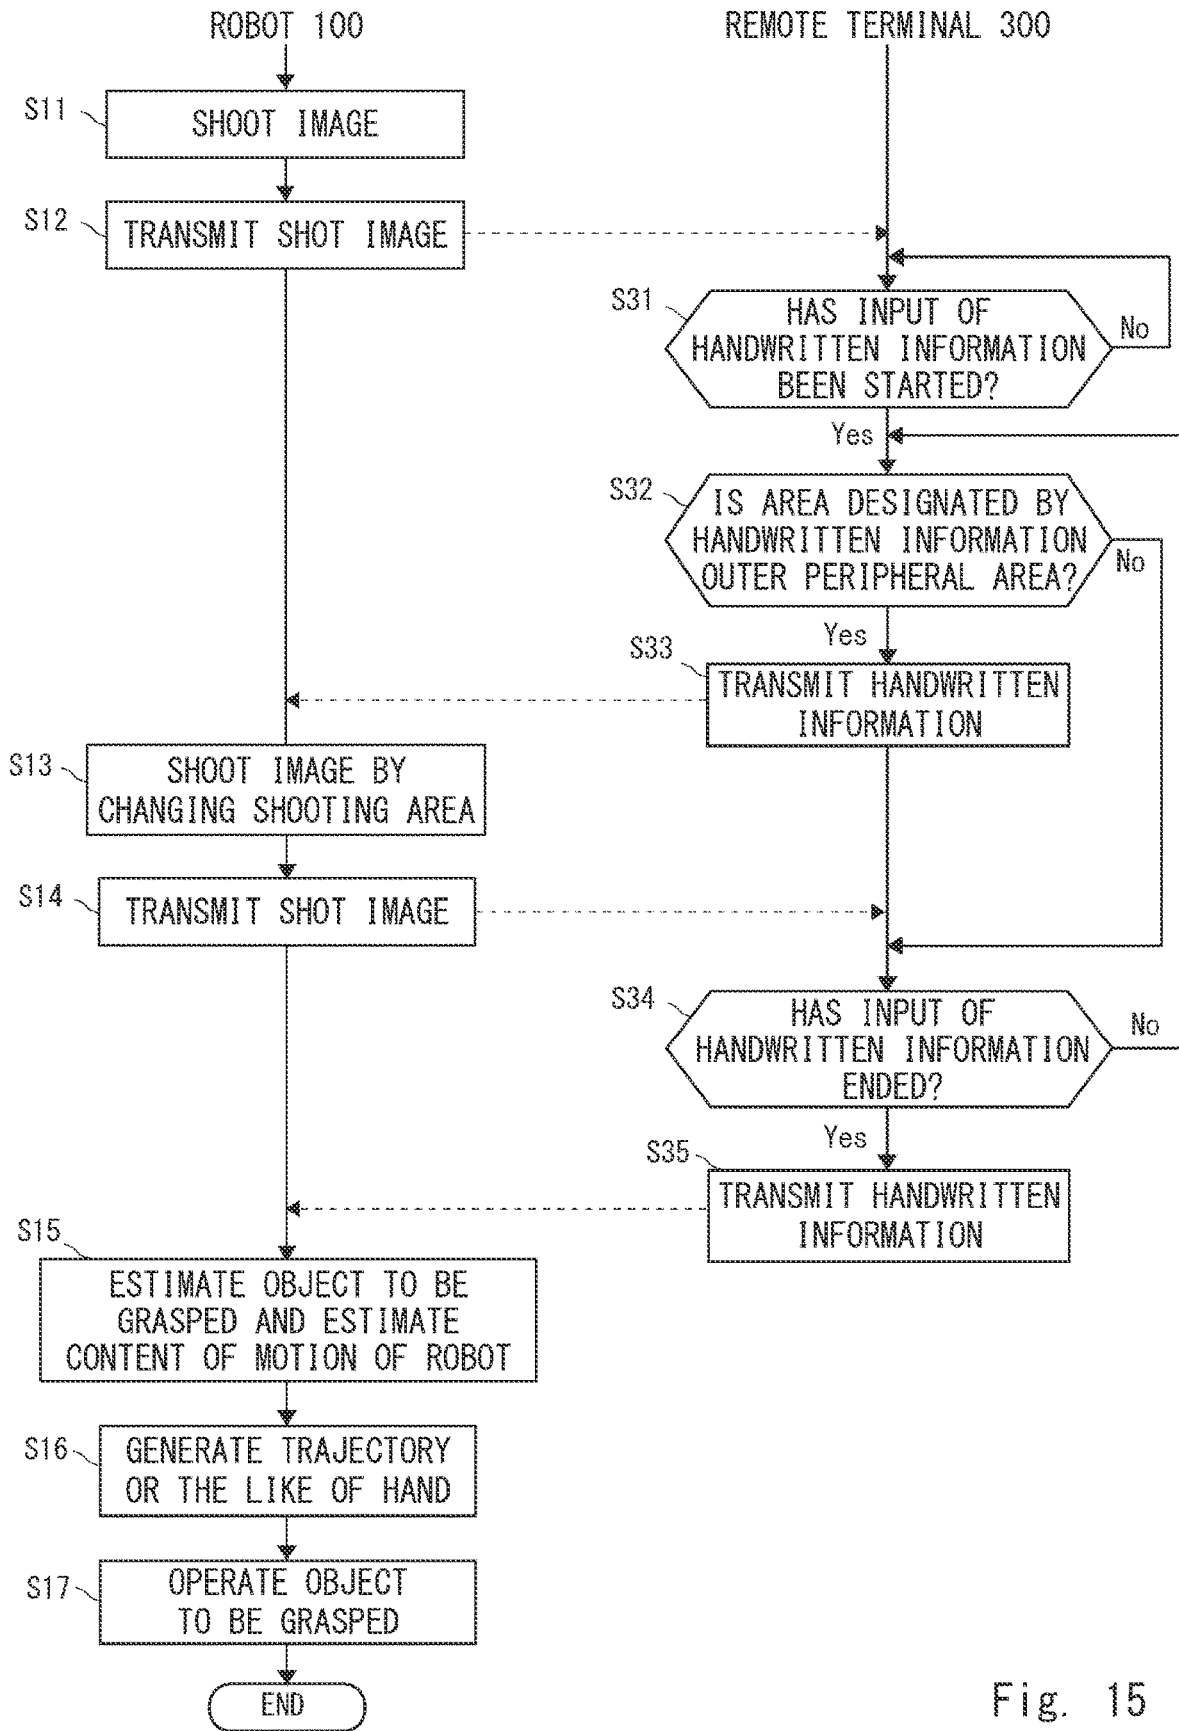 ROBOT 100
REMOTE TERMINAL 300
S11
SHOOT IMAGE
S12
TRANSMIT SHOT IMAGE
S31
HAS INPUT OF
HANDWRITTEN INFORMATION
BEEN STARTED?
No
Yes
S32
IS AREA DESIGNATED BY
HANDWRITTEN INFORMATION
OUTER PERIPHERAL AREA?
No
Yes
S33
TRANSMIT HANDWRITTEN
INFORMATION
S13
SHOOT IMAGE BY
CHANGING SHOOTING AREA
S14
TRANSMIT SHOT IMAGE
S34
HAS INPUT OF
HANDWRITTEN INFORMATION
ENDED?
No
Yes
S35
TRANSMIT HANDWRITTEN
INFORMATION
S15
ESTIMATE OBJECT TO BE
GRASPED AND ESTIMATE
CONTENT OF MOTION OF ROBOT
S16
GENERATE TRAJECTORY
OR THE LIKE OF HAND
S17
OPERATE OBJECT
TO BE GRASPED
END
Fig. 15